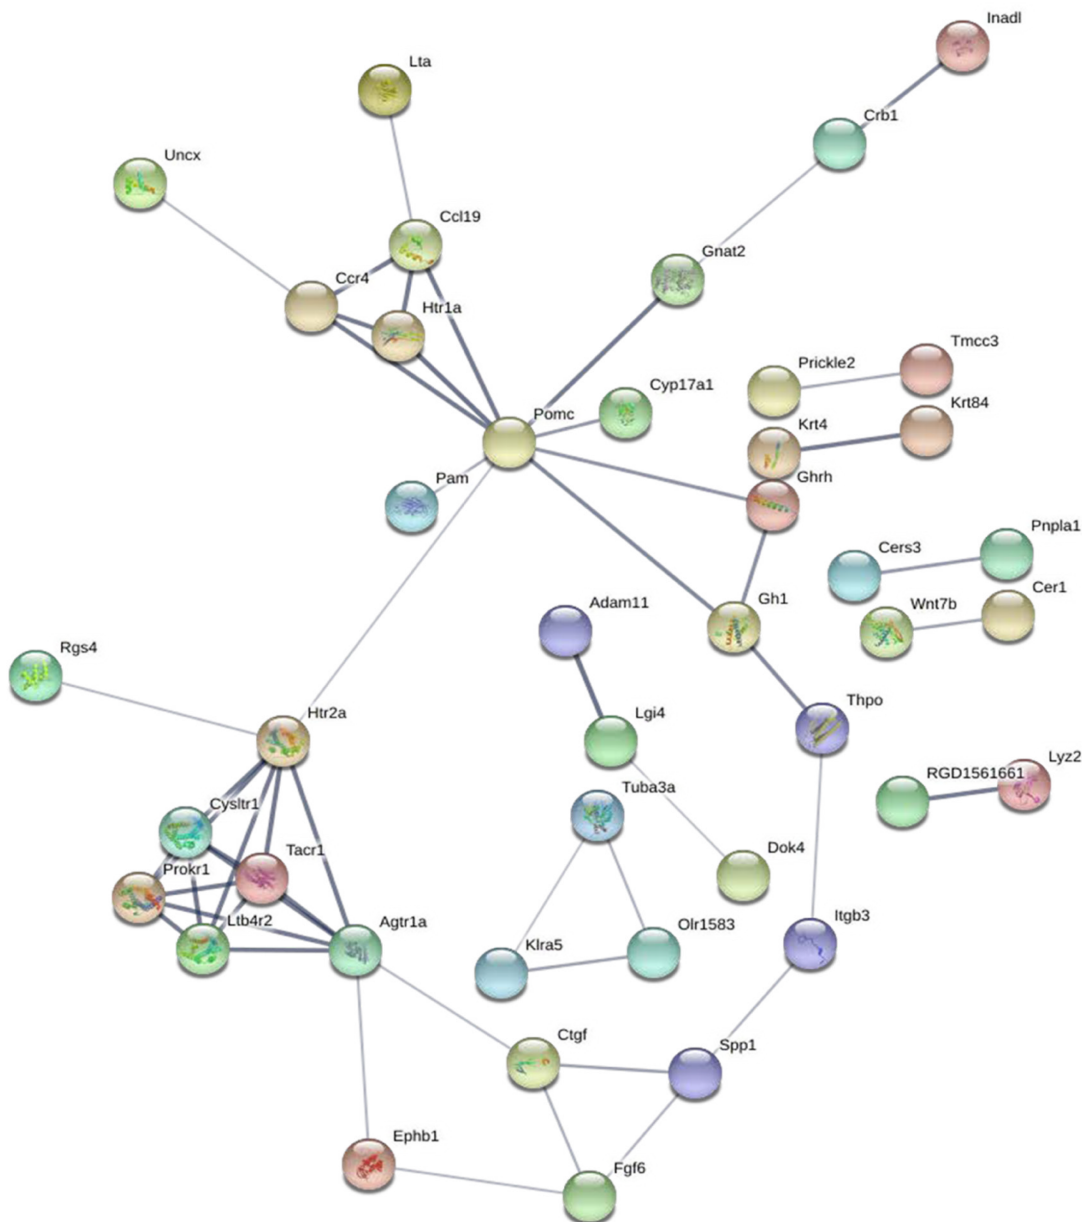 Inadl
Lta
Crb1
Uncx
Ccl19
Gnat2
Ccr4
Htr1a
Tmcc3
Prickle2
Cyp17a1
Krt84
Pomc
Krt4
Ghrh
Pam
Pnpla1
Cers3
Cer1
Adam11
Gh1
Wnt7b
Rgs4
Thpo
Htr2a
Lgi4
Lyz2
RGD1561661
Tuba3a
Cysltr1
Dok4
Tacr1
Prokr1
Itgb3
Ltb4r2
Agtr1a
Olr1583
Klra5
Ctgf
Spp1
Ephb1
Fgf6